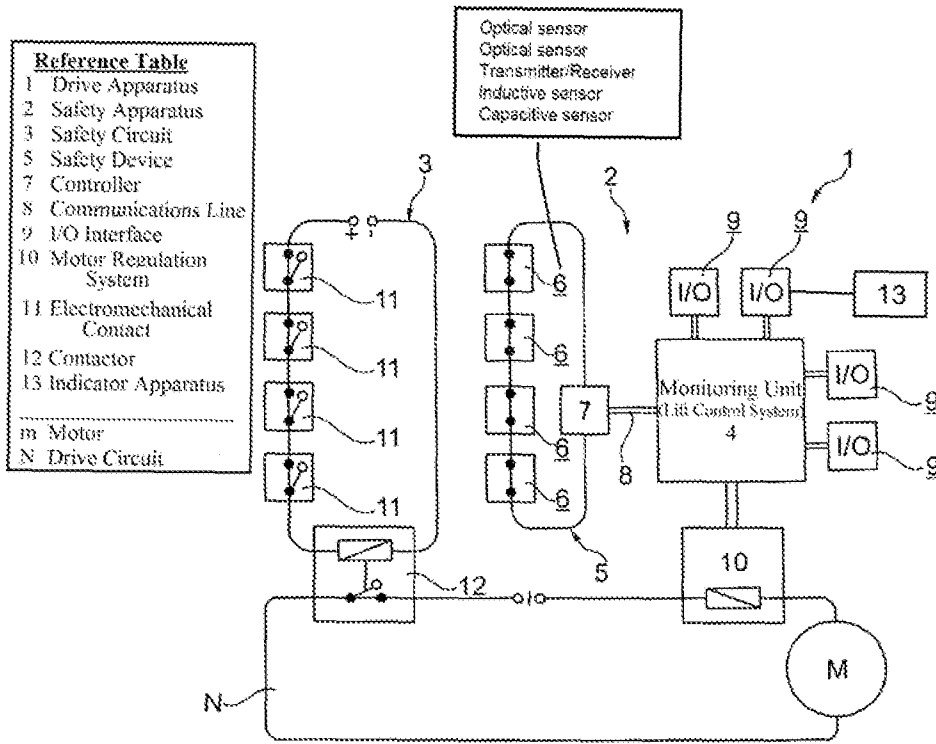 Reference Table
1 Drive Apparatus
2 Safety Apparatus
3 Safety Circuit
5 Safety Device
7 Controller
8 Communications Line
9 I/O Interface
10 Motor Regulation
System
11 Electromechanical
Contact
12 Contactor
13 Indicator Apparatus
m Motor
N Drive Circuit
Optical sensor
Optical sensor
Transmitter/Receiver
Inductive sensor
Capacitive sensor
3
2
1
+ -
9
9
I/O
I/O
13
11
11
11
11
6
6
6
6
7
8
Monitoring Unit
(Lift Control System)
4
I/O
9
I/O
9
5
12
10
M
N